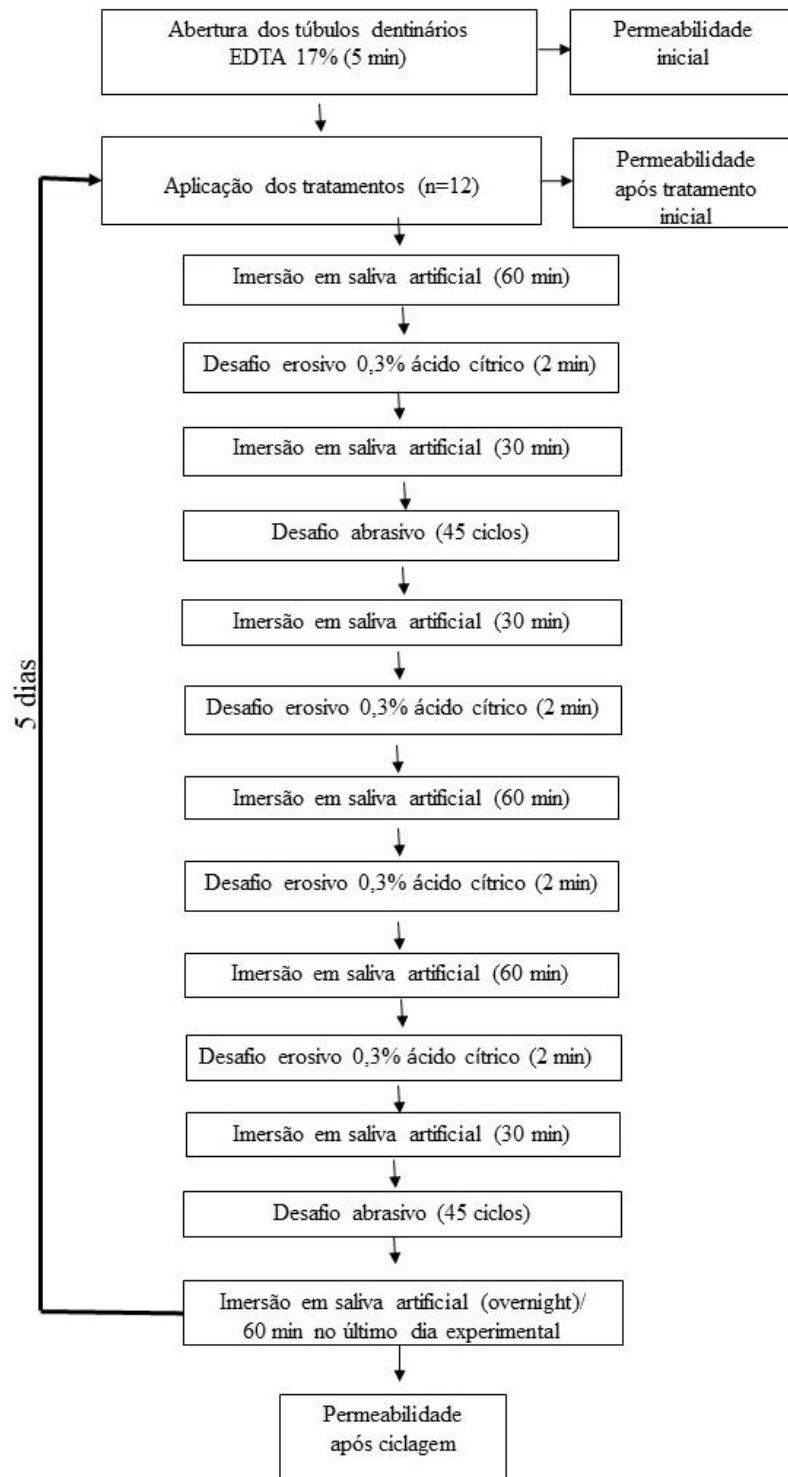 Abertura dos túbulos dentinários
EDTA 17% (5 min)
Permeabilidade
inicial
Aplicação dos tratamentos (n=12)
Permeabilidade
após tratamento
inicial
Imersão em saliva artificial (60 min)
Desafio erosivo 0,3% ácido cítrico (2 min)
Imersão em saliva artificial (30 min)
Desafio abrasivo (45 ciclos)
Imersão em saliva artificial (30 min)
Desafio erosivo 0,3% ácido cítrico (2 min)
Imersão em saliva artificial (60 min)
Desafio erosivo 0,3% ácido cítrico (2 min)
Imersão em saliva artificial (60 min)
Desafio erosivo 0,3% ácido cítrico (2 min)
Imersão em saliva artificial (30 min)
Desafio abrasivo (45 ciclos)
Imersão em saliva artificial (overnight)/
60 min no último dia experimental
Permeabilidade
após ciclagem
5 dias